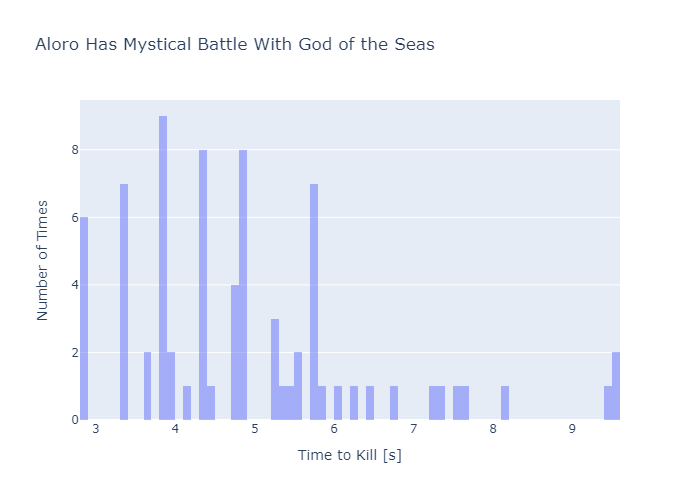 Aloro Has Mystical Battle With God of the Seas
Number of Times
8
6
4
2
0
3 4 5 6 7 8 9
Time to Kill [s]